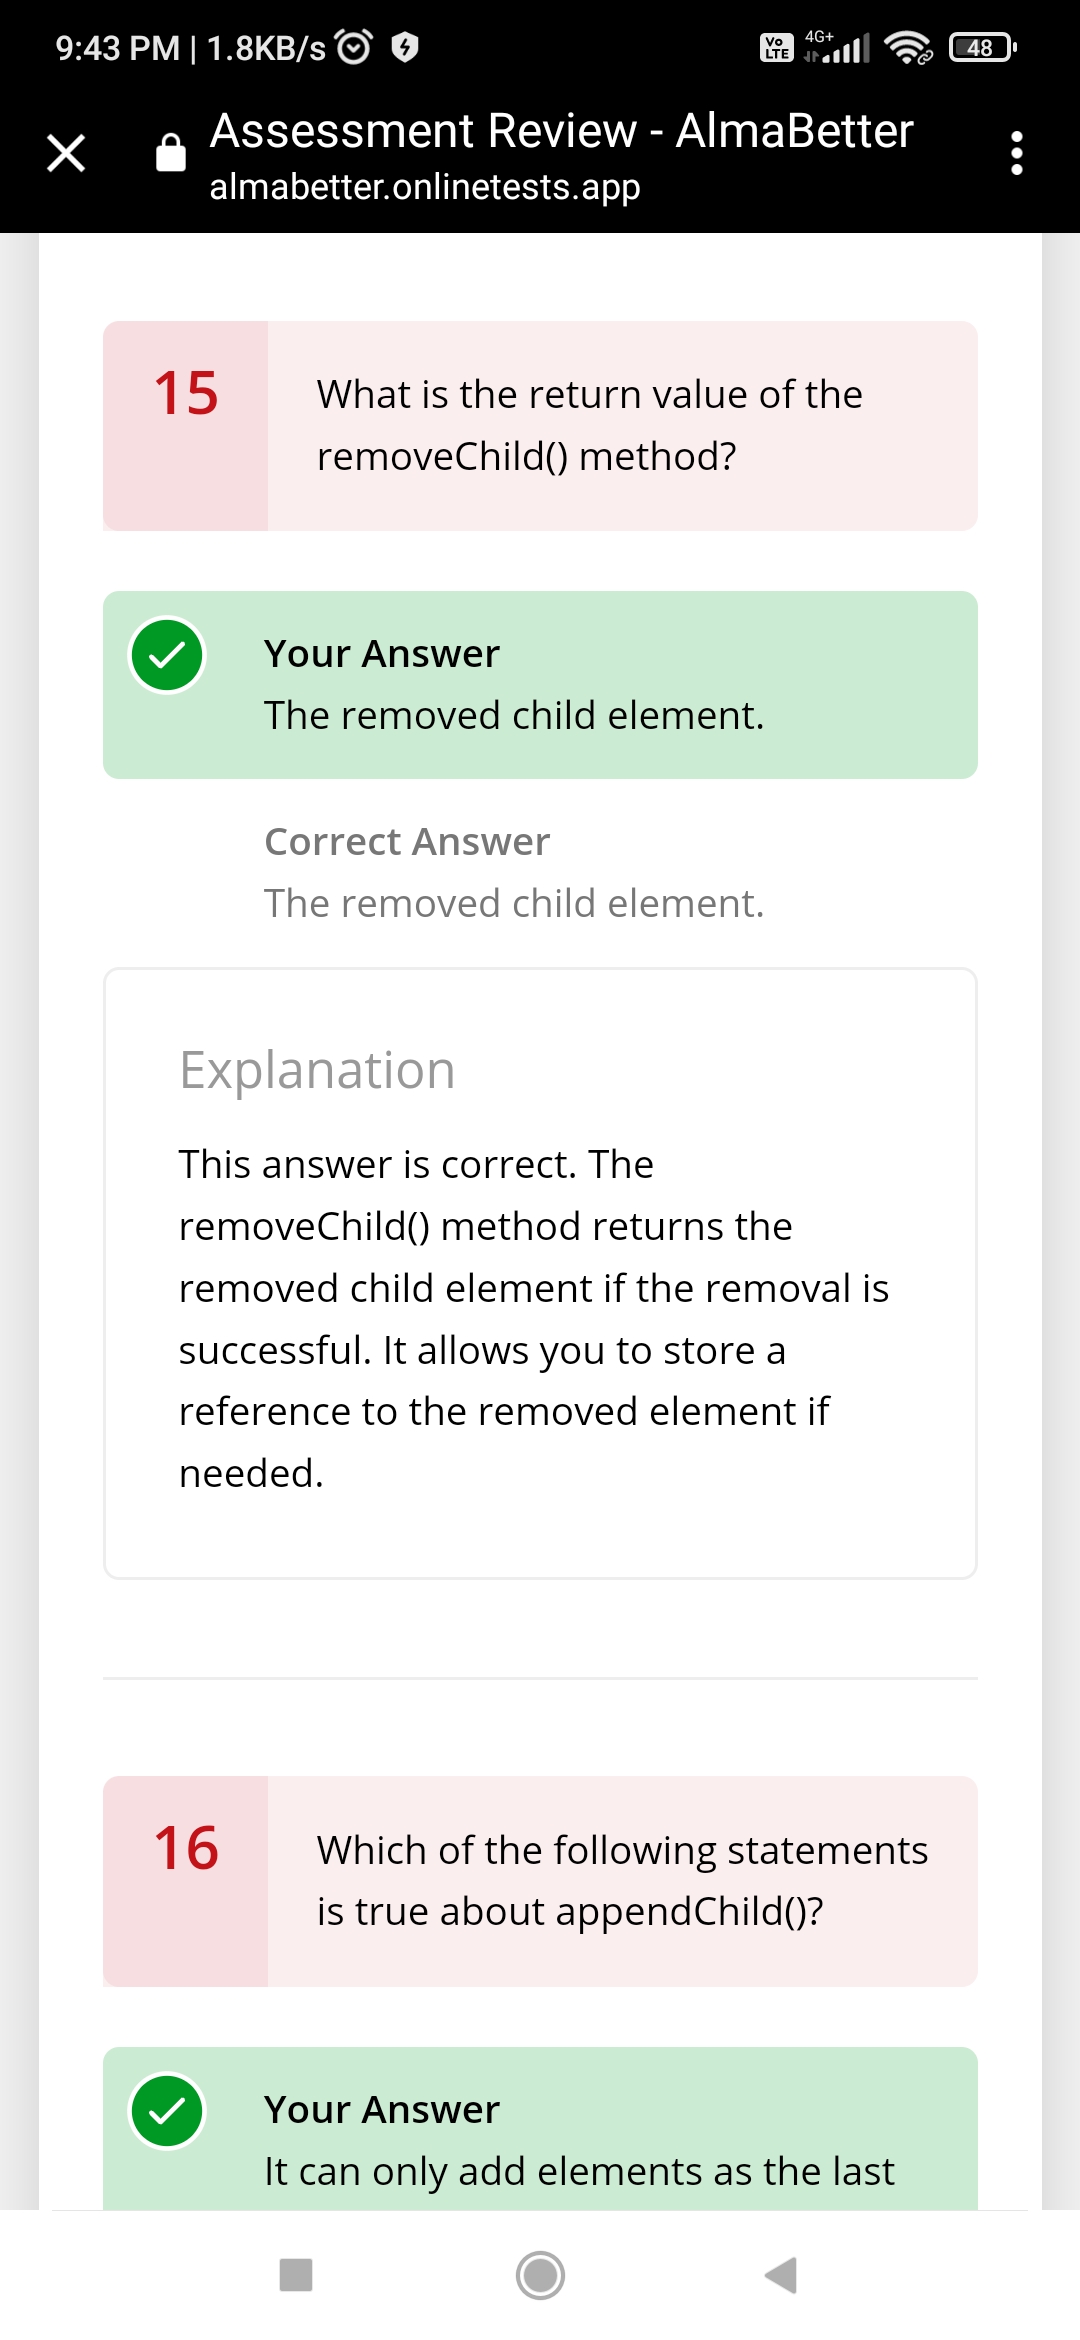 9:43 PM | 1.8KB/s
Vo LTE 4G+ 48
Assessment Review - AlmaBetter
almabetter.onlinetests.app
15
What is the return value of the
removeChild() method?
Your Answer
The removed child element.
Correct Answer
The removed child element.
Explanation
This answer is correct. The
removeChild() method returns the
removed child element if the removal is
successful. It allows you to store a
reference to the removed element if
needed.
16
Which of the following statements
is true about appendChild()?
Your Answer
It can only add elements as the last